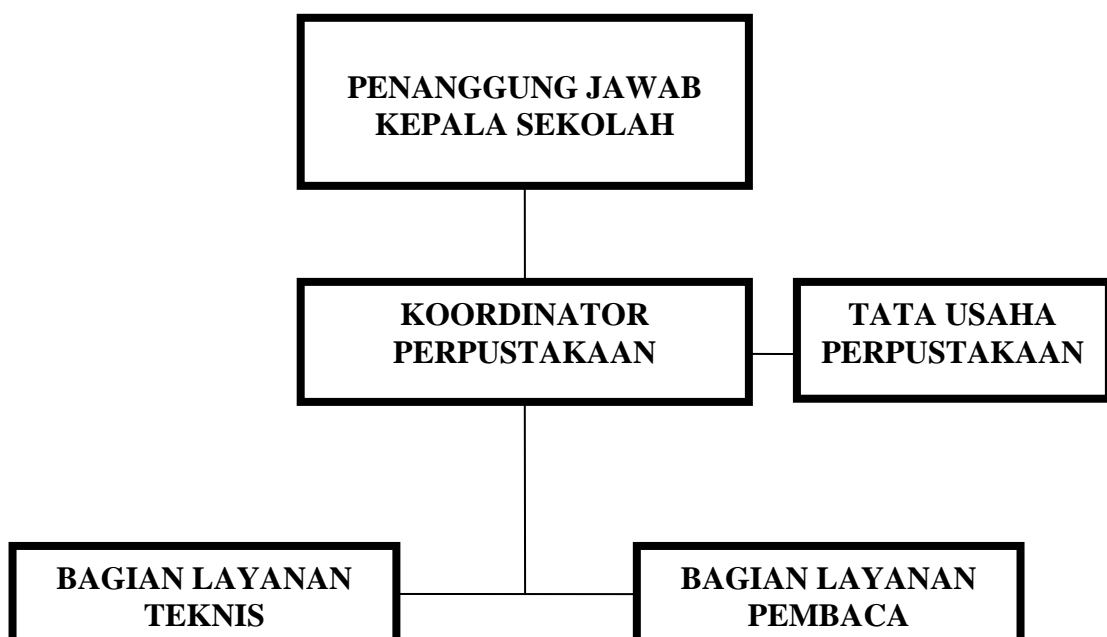 PENANGGUNG JAWAB
KEPALA SEKOLAH
KOORDINATOR
PERPUSTAKAAN
TATA USAHA
PERPUSTAKAAN
BAGIAN LAYANAN
TEKNIS
BAGIAN LAYANAN
PEMBACA